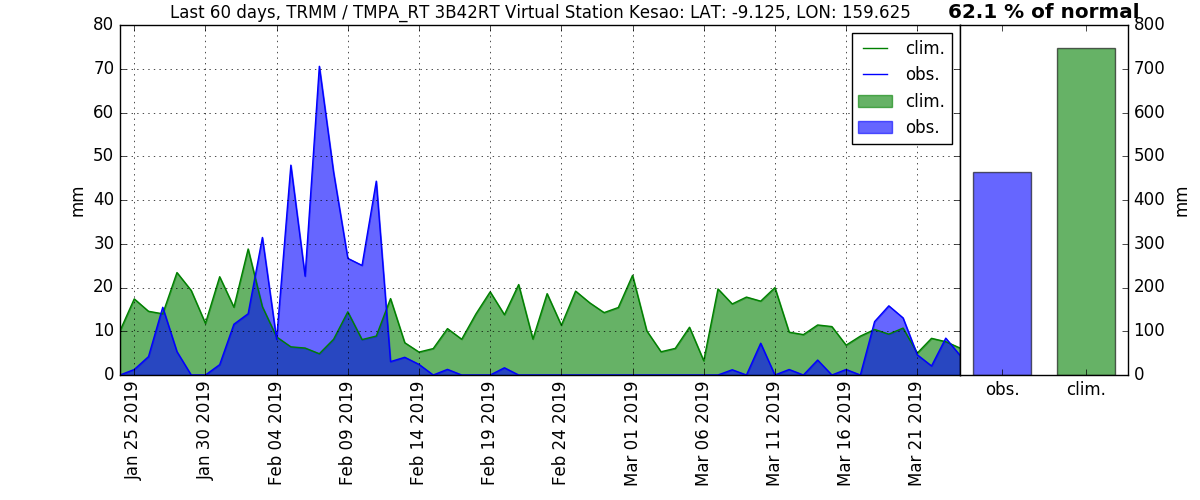 Last 60 days, TRMM / TMPA_RT 3B42RT Virtual Station Kesao: LAT: -9.125, LON: 159.625
62.1 % of normal
80
70
60
50
40
30
20
10
0
mm
clim.
obs.
clim.
obs.
800
700
600
500
400
300
200
100
0
mm
obs.
clim.
Jan 25 2019
Jan 30 2019
Feb 04 2019
Feb 09 2019
Feb 14 2019
Feb 19 2019
Feb 24 2019
Mar 01 2019
Mar 06 2019
Mar 11 2019
Mar 16 2019
Mar 21 2019